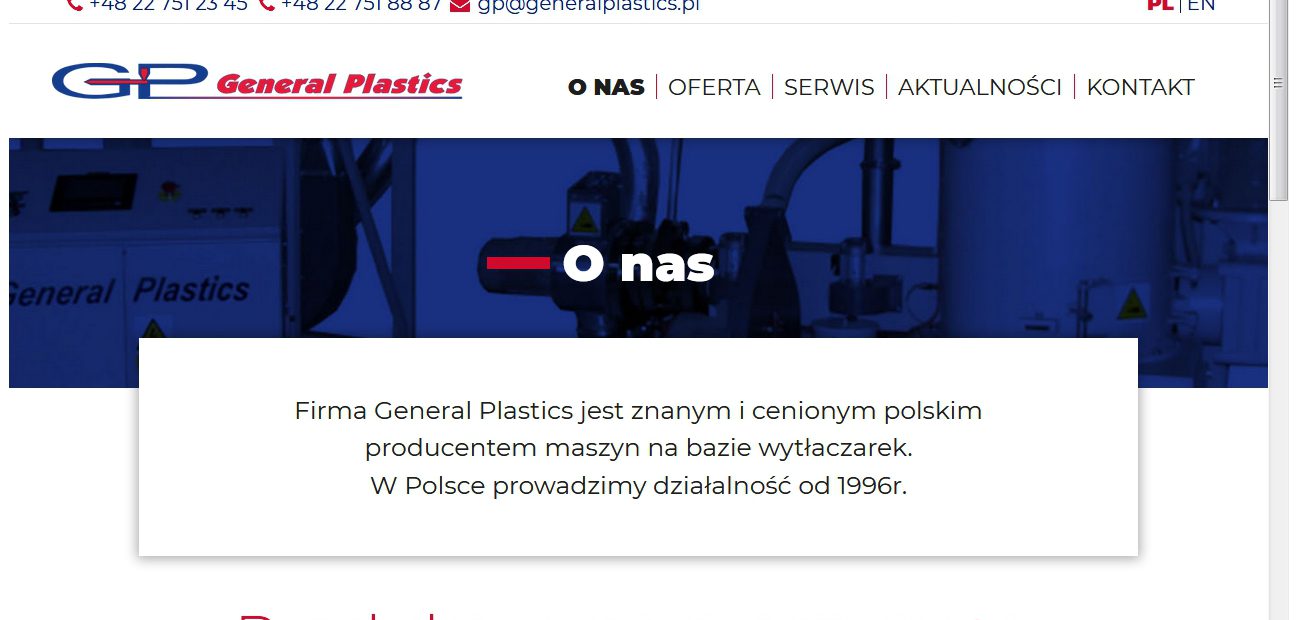 +48 22 751 23 45 +48 22 751 88 87 gp@generalplastics.pl
PL | EN
GP General Plastics
O NAS | OFERTA | SERWIS | AKTUALNOŚCI | KONTAKT
General Plastics
O nas
Firma General Plastics jest znanym i cenionym polskim
producentem maszyn na bazie wytłaczarek.
W Polsce prowadzimy działalność od 1996r.